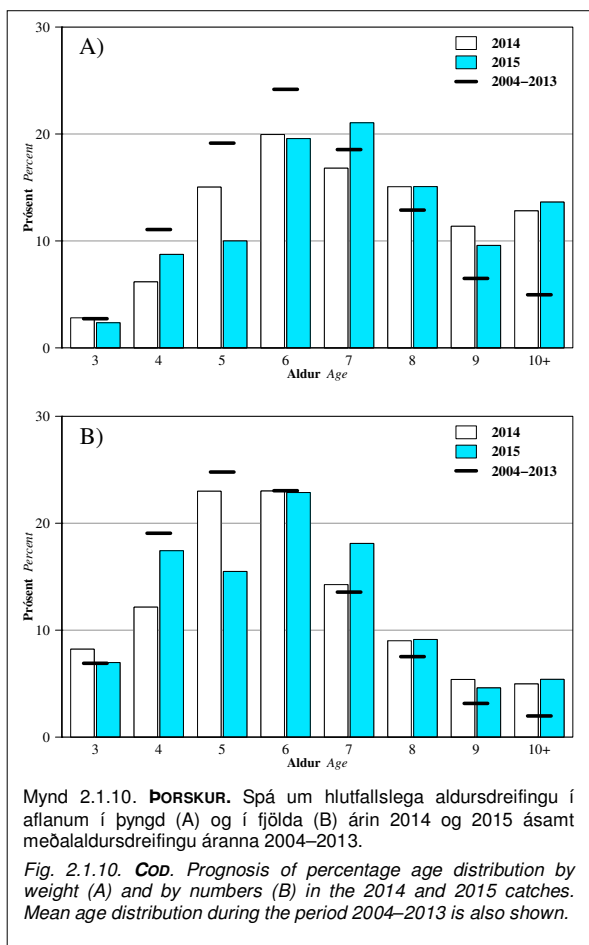 A)
2014
2015
2004–2013
Prósent Percent
30
20
10
0
3 4 5 6 7 8 9 10+
Aldur Age
B)
2014
2015
2004–2013
Prósent Percent
30
20
10
0
3 4 5 6 7 8 9 10+
Aldur Age
Mynd 2.1.10. ÞORSKUR. Spá um hlutfallslega aldursdreifingu í
aflanum í þyngd (A) og í fjölda (B) árin 2014 og 2015 ásamt
meðalaldursdreifingu áranna 2004–2013.
Fig. 2.1.10. COD. Prognosis of percentage age distribution by
weight (A) and by numbers (B) in the 2014 and 2015 catches.
Mean age distribution during the period 2004–2013 is also shown.